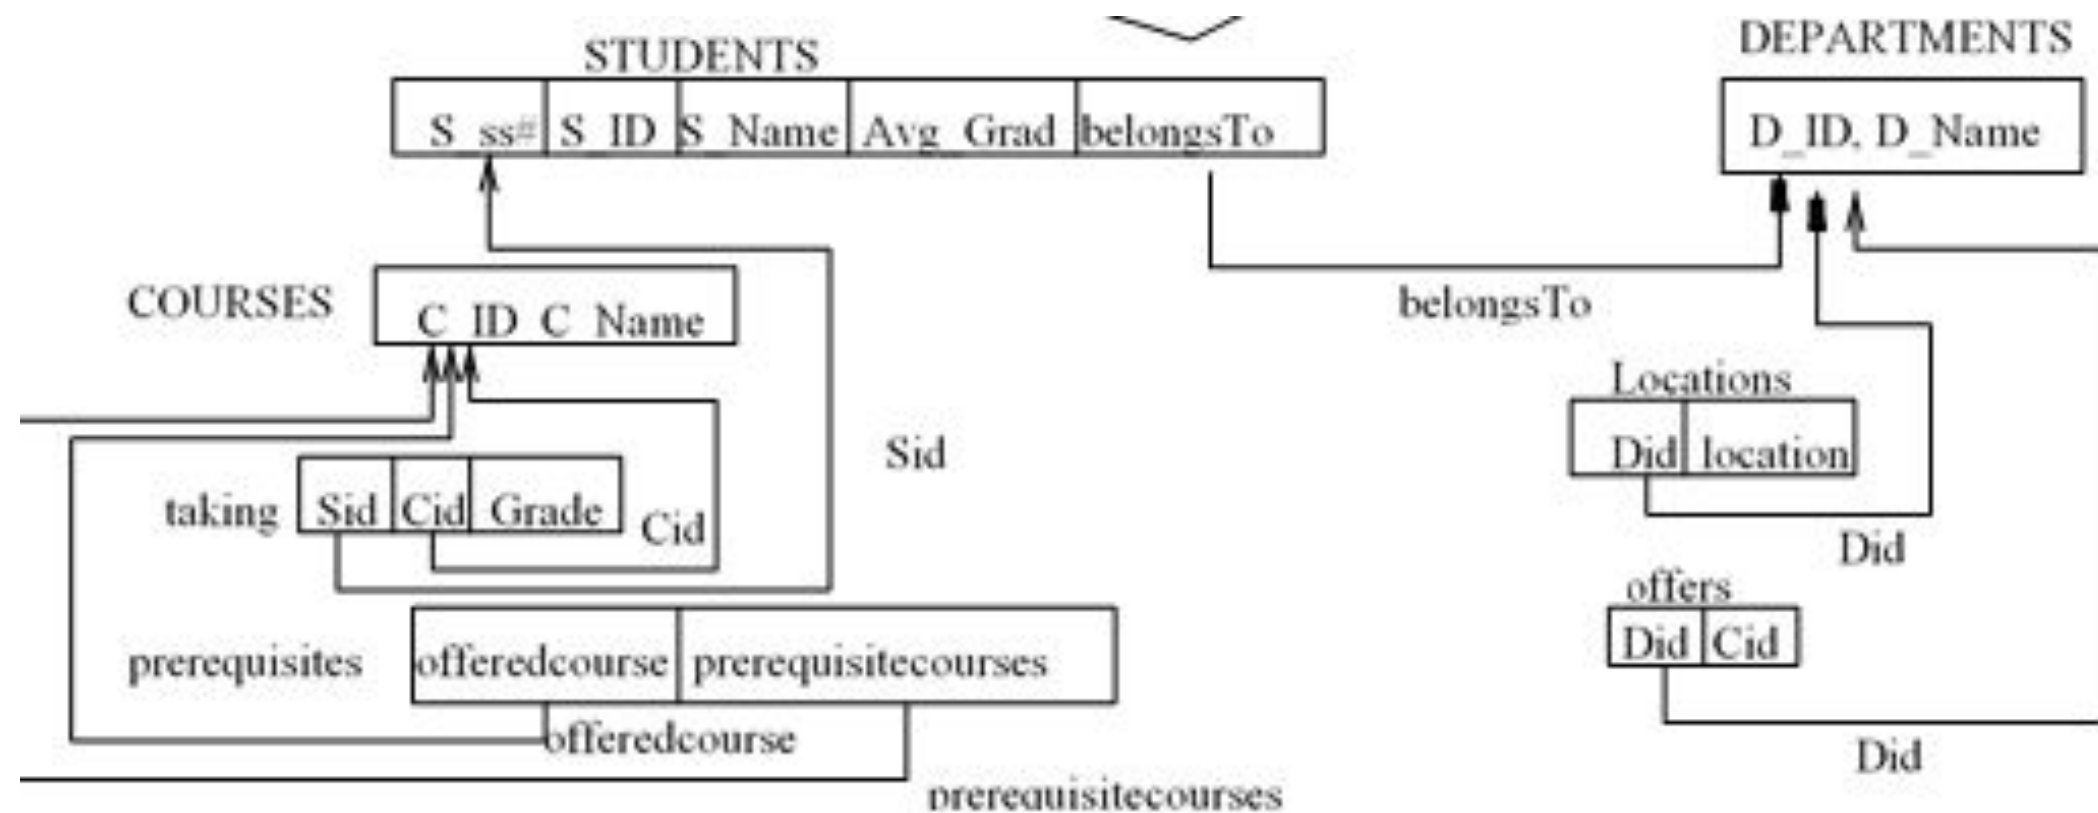 STUDENTS
S_ss# S_ID S_Name Avg_Grad belongsTo
DEPARTMENTS
D_ID, D_Name
belongsTo
COURSES
C_ID C_Name
Sid
taking
Sid Cid Grade
Cid
Locations
Did location
Did
offers
Did Cid
Did
prerequisites
offeredcourse prerequisitecourses
offeredcourse
prerequisitecourses